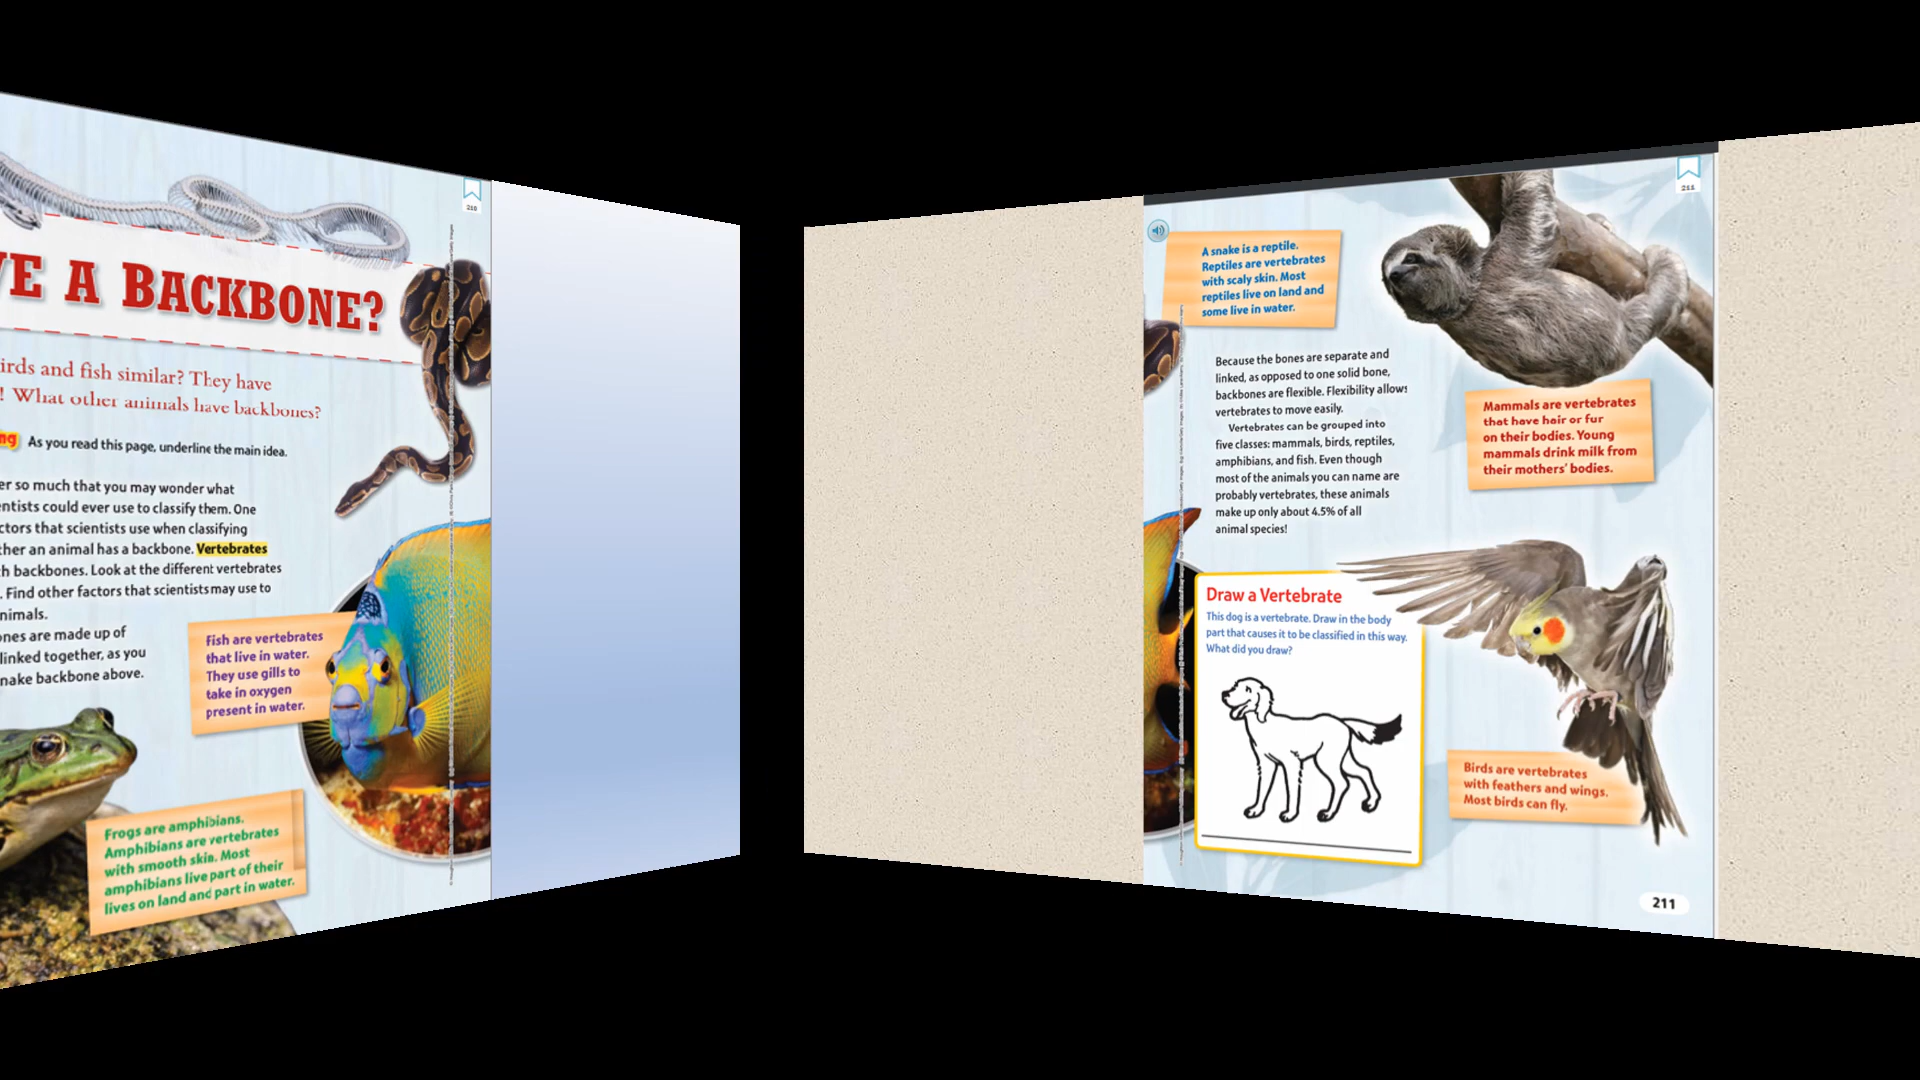 210
VE A BACKBONE?
irds and fish similar? They have
! What other animals have backbones?
ng As you read this page, underline the main idea.
er so much that you may wonder what
entists could ever use to classify them. One
ctors that scientists use when classifying
ther an animal has a backbone. Vertebrates
h backbones. Look at the different vertebrates
. Find other factors that scientists may use to
nimals.
ones are made up of
linked together, as you
nake backbone above.
Fish are vertebrates
that live in water.
They use gills to
take in oxygen
present in water.
Frogs are amphibians.
Amphibians are vertebrates
with smooth skin. Most
amphibians live part of their
lives on land and part in water.
211
A snake is a reptile.
Reptiles are vertebrates
with scaly skin. Most
reptiles live on land and
some live in water.
Because the bones are separate and
linked, as opposed to one solid bone,
backbones are flexible. Flexibility allows
vertebrates to move easily.
Vertebrates can be grouped into
five classes: mammals, birds, reptiles,
amphibians, and fish. Even though
most of the animals you can name are
probably vertebrates, these animals
make up only about 4.5% of all
animal species!
Mammals are vertebrates
that have hair or fur
on their bodies. Young
mammals drink milk from
their mothers' bodies.
Draw a Vertebrate
This dog is a vertebrate. Draw in the body
part that causes it to be classified in this way.
What did you draw?
Birds are vertebrates
with feathers and wings.
Most birds can fly.
211